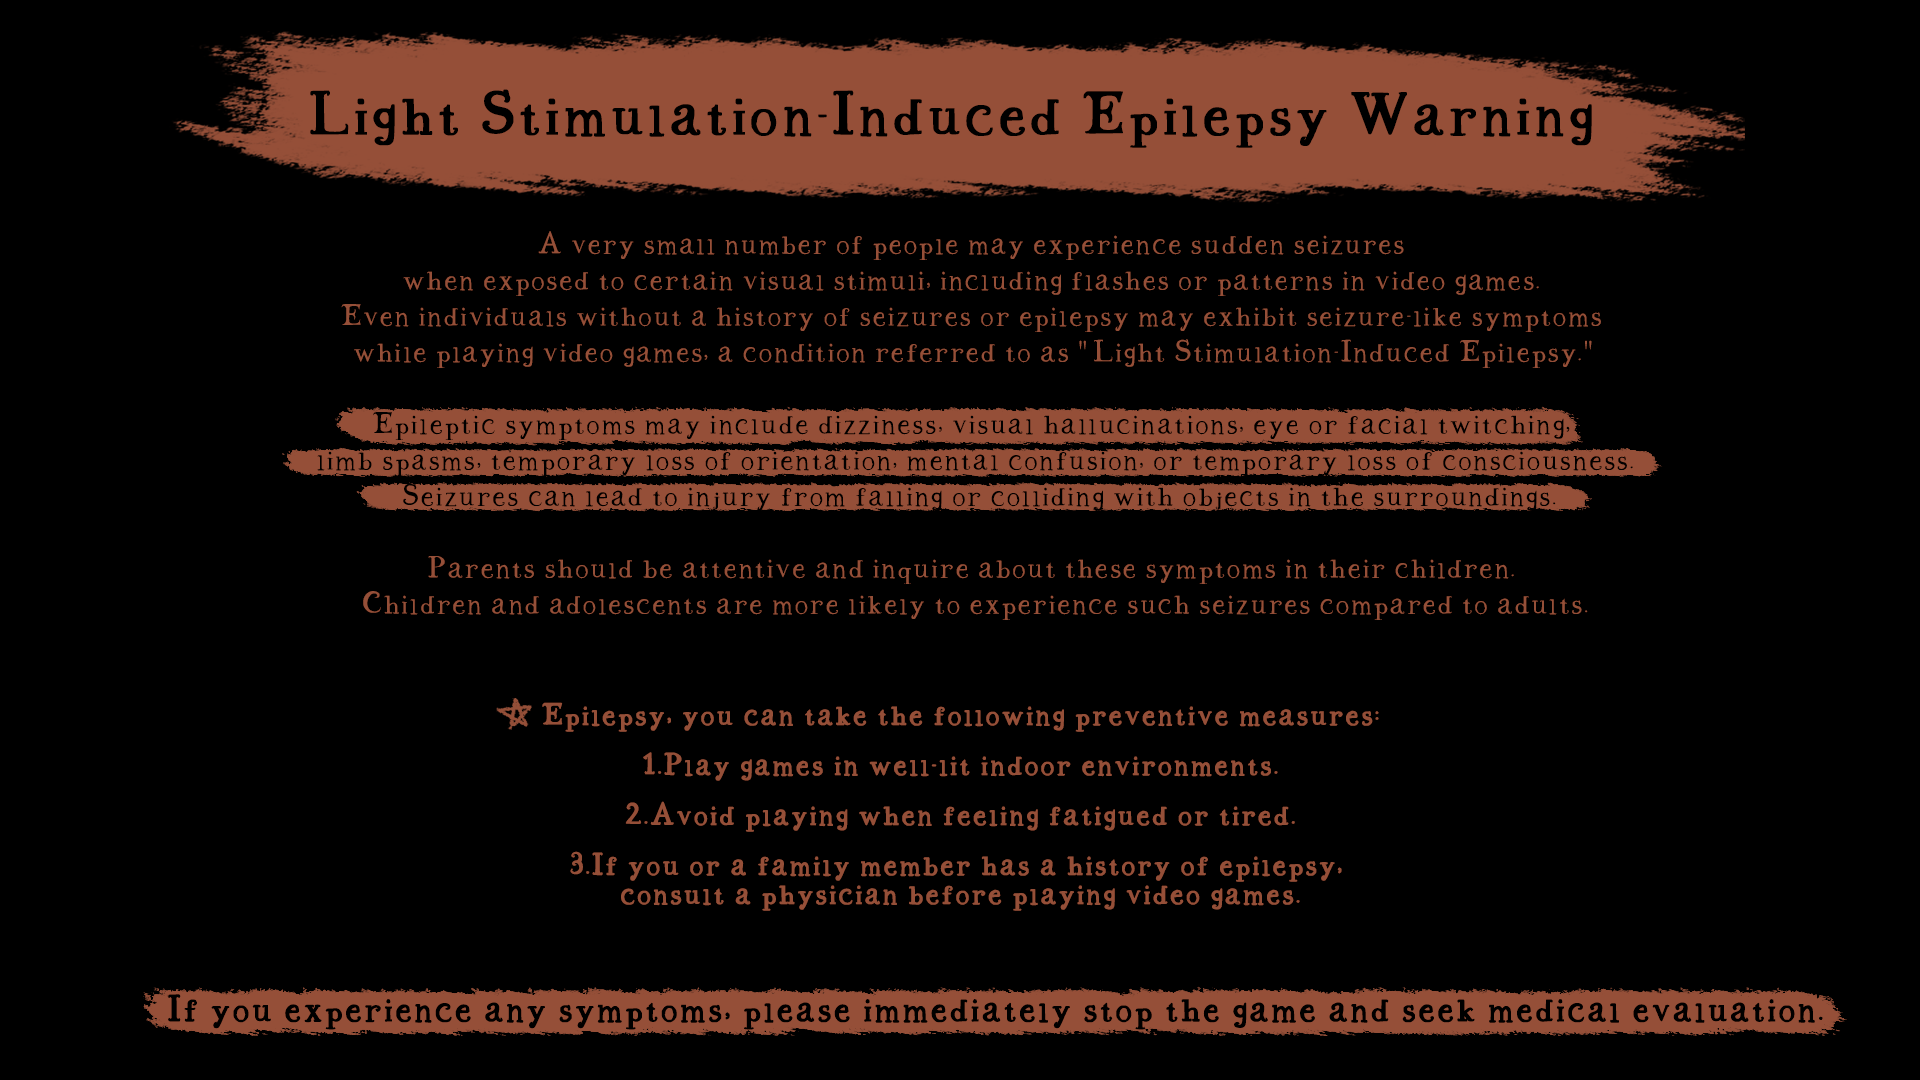 Light Stimulation-Induced Epilepsy Warning
A very small number of people may experience sudden seizures
when exposed to certain visual stimuli, including flashes or patterns in video games.
Even individuals without a history of seizures or epilepsy may exhibit seizure-like symptoms
while playing video games, a condition referred to as "Light Stimulation-Induced Epilepsy."
Epileptic symptoms may include dizziness, visual hallucinations, eye or facial twitching,
limb spasms, temporary loss of orientation, mental confusion, or temporary loss of consciousness.
Seizures can lead to injury from falling or colliding with objects in the surroundings.
Parents should be attentive and inquire about these symptoms in their children.
Children and adolescents are more likely to experience such seizures compared to adults.
Epilepsy, you can take the following preventive measures:
1.Play games in well-lit indoor environments.
2.Avoid playing when feeling fatigued or tired.
3.If you or a family member has a history of epilepsy,
consult a physician before playing video games.
If you experience any symptoms, please immediately stop the game and seek medical evaluation.